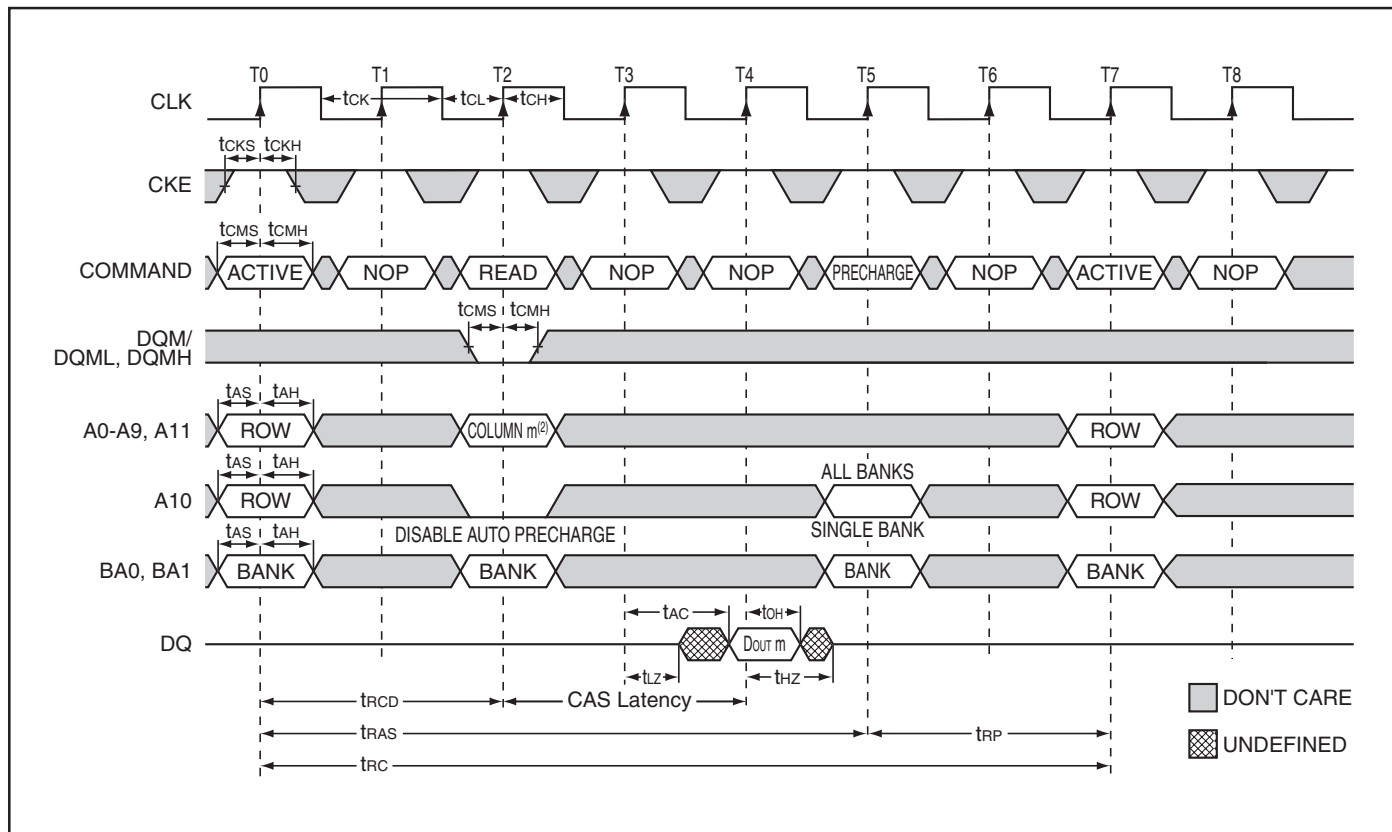 T0 T1 T2 T3 T4 T5 T6 T7 T8
CLK tCK tCL tCH
tCKS tCKH
CKE
tCMS tCMH
COMMAND ACTIVE NOP READ NOP NOP PRECHARGE NOP ACTIVE NOP
tCMS tCMH
DQM/
DQML, DQMH
tAS tAH
A0-A9, A11 ROW COLUMN m(2) ROW
tAS tAH ALL BANKS
A10 ROW ROW
tAS tAH DISABLE AUTO PRECHARGE SINGLE BANK
BA0, BA1 BANK BANK BANK BANK
tAC tOH
DQ DOUT m
tLZ tHZ
tRCD CAS Latency
DON'T CARE
tRAS tRP
UNDEFINED
tRC